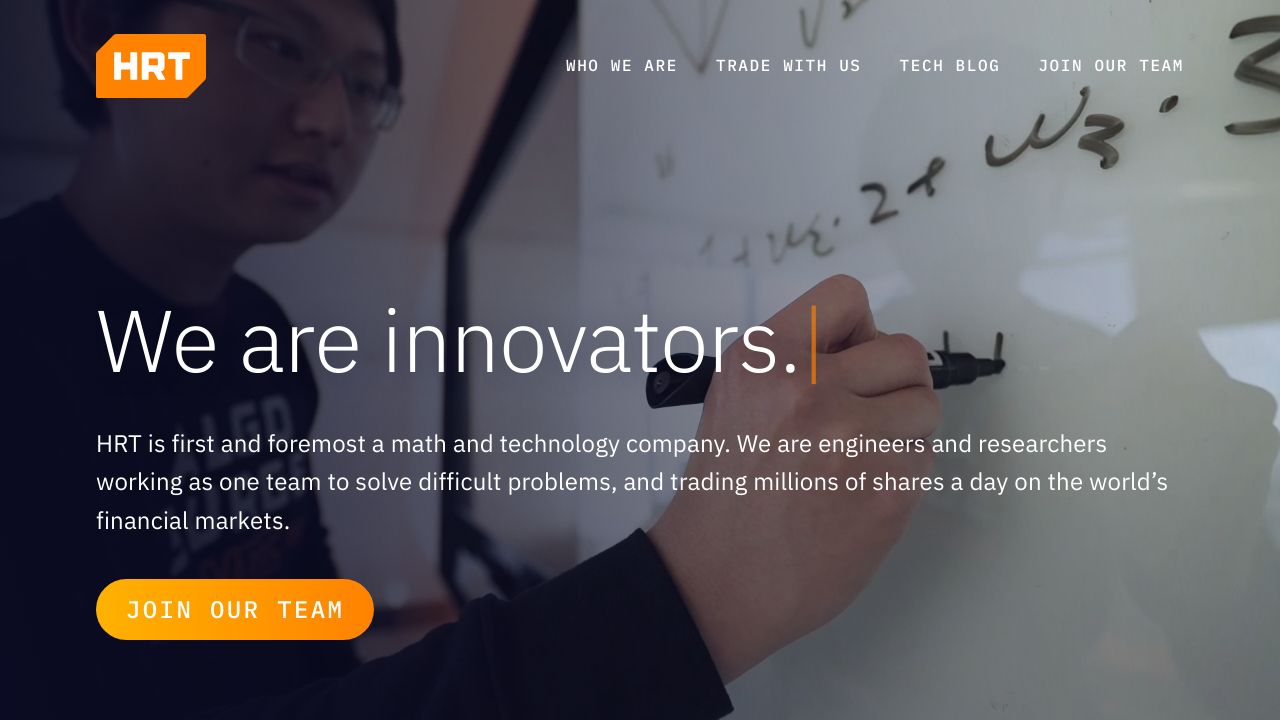 HRT
WHO WE ARE
TRADE WITH US
TECH BLOG
JOIN OUR TEAM
We are innovators.
HRT is first and foremost a math and technology company. We are engineers and researchers
working as one team to solve difficult problems, and trading millions of shares a day on the world’s
financial markets.
JOIN OUR TEAM